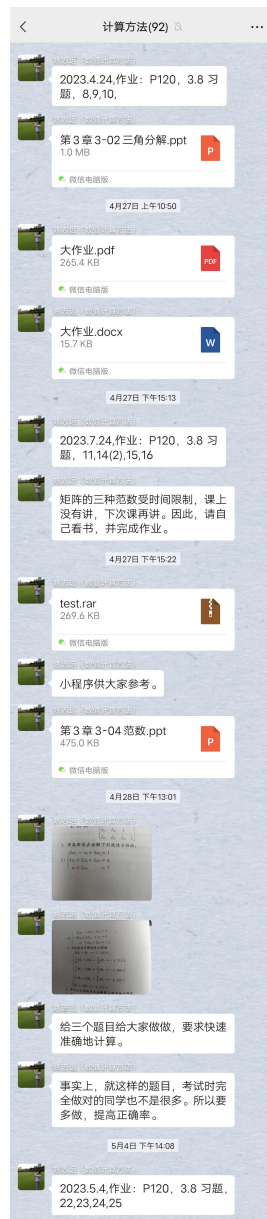 计算方法(92)
2023.4.24,作业：P120，3.8 习
题，8,9,10,
第3章3-02三角分解.ppt
1.0 MB
P
微信电脑版
4月27日 上午10:50
大作业.pdf
265.4 KB
PDF
微信电脑版
大作业.docx
15.7 KB
W
微信电脑版
4月27日 下午15:13
2023.7.24,作业：P120，3.8 习
题，11,14(2),15,16
矩阵的三种范数受时间限制，课上
没有讲，下次课再讲。因此，请自
己看书，并完成作业。
4月27日 下午15:22
test.rar
269.6 KB
微信电脑版
小程序供大家参考。
第3章3-04范数.ppt
475.0 KB
P
微信电脑版
4月28日 下午13:01
给三个题目给大家做做，要求快速
准确地计算。
事实上，就这样的题目，考试时完
全做对的同学也不是很多。所以要
多做，提高正确率。
5月4日 下午14:08
2023.5.4,作业：P120，3.8 习题，
22,23,24,25